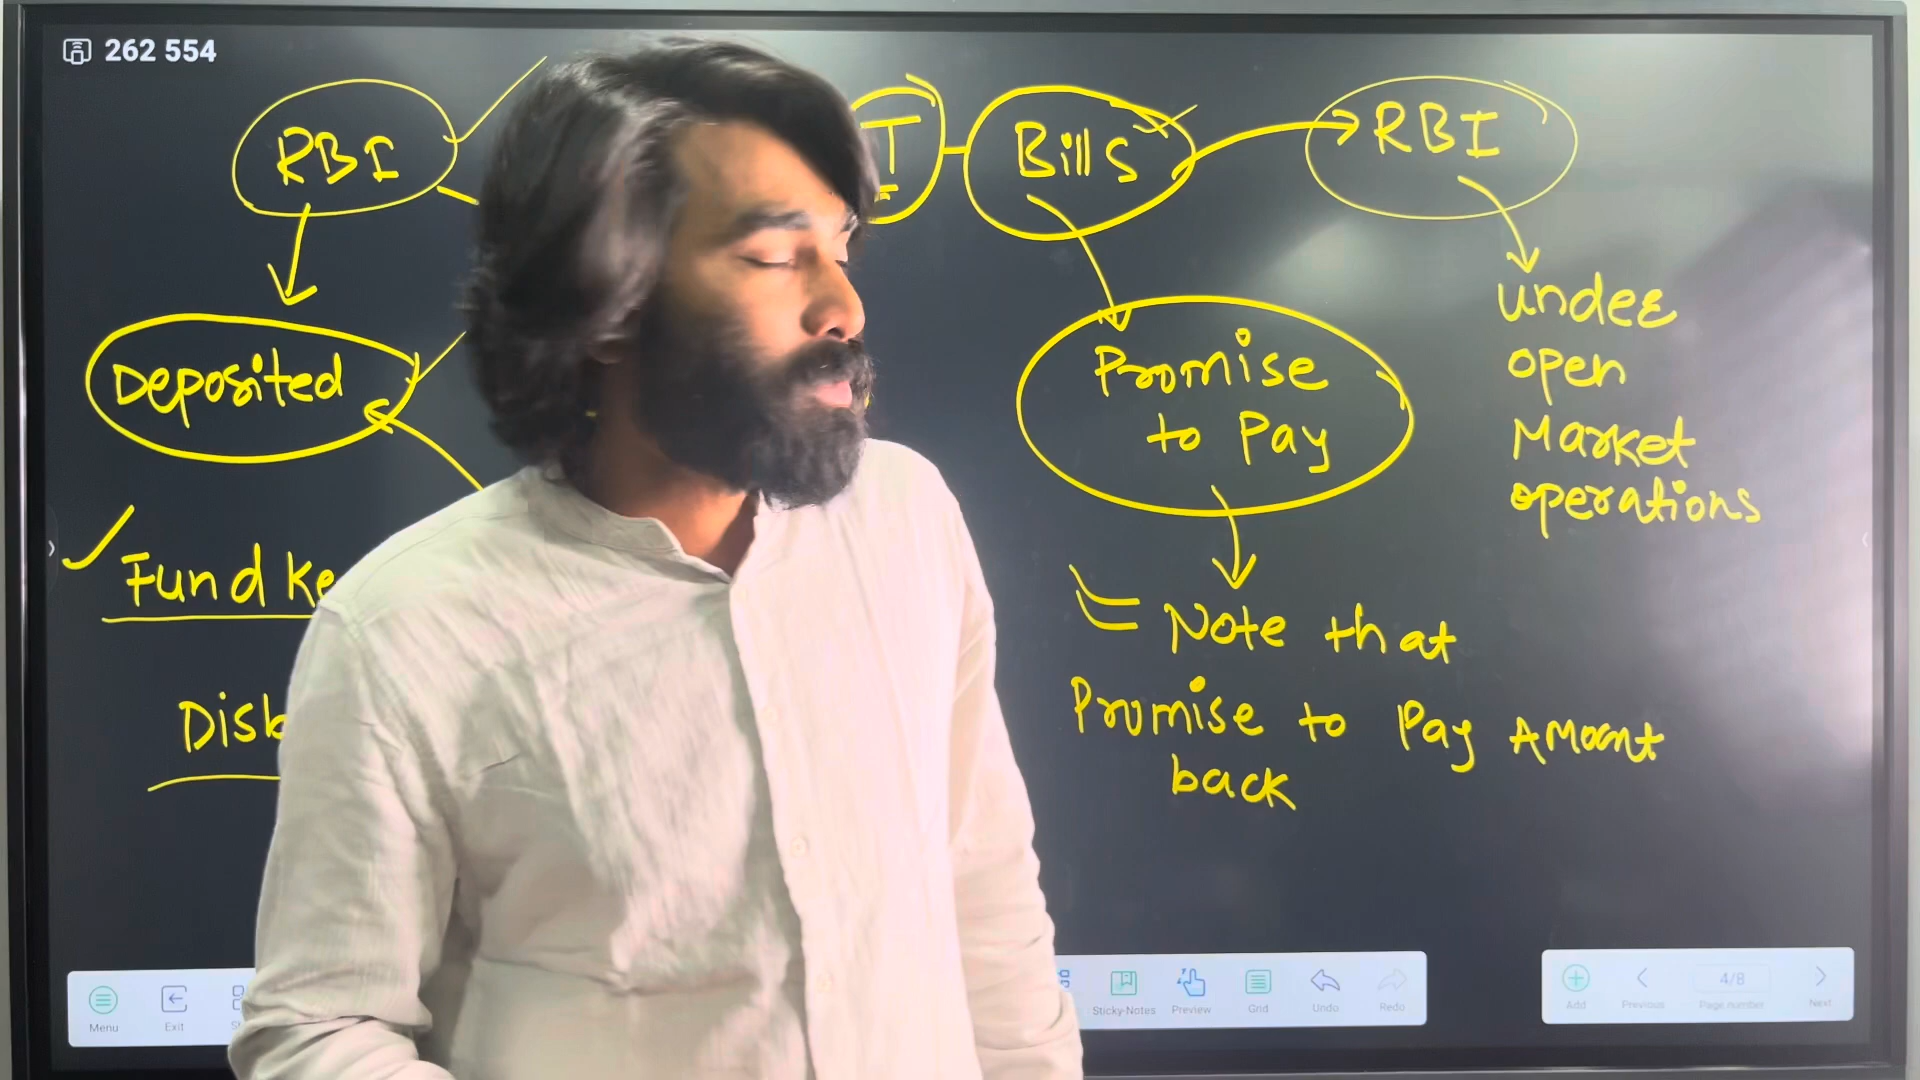 262 554
RBI
T
Bills
RBI
Deposited
Promise
to Pay
undee
open
Market
operations
Fund Ke
Note that
Promise to Pay Amount
back
Disb
Menu
Exit
Sticky-Notes
Preview
Grid
Undo
Redo
Add
Previous
4/8
Page number
Next